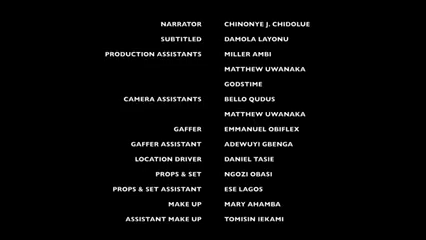 NARRATOR CHINONYE J. CHIDOLUE
SUBTITLED DAMOLA LAYONU
PRODUCTION ASSISTANTS MILLER AMBI
MATTHEW UWANAKA
GODSTIME
CAMERA ASSISTANTS BELLO QUDUS
MATTHEW UWANAKA
GAFFER EMMANUEL OBIFLEX
GAFFER ASSISTANT ADEWUYI GBENGA
LOCATION DRIVER DANIEL TASIE
PROPS & SET NGOZI OBASI
PROPS & SET ASSISTANT ESE LAGOS
MAKE UP MARY AHAMBA
ASSISTANT MAKE UP TOMISIN IEKAMI